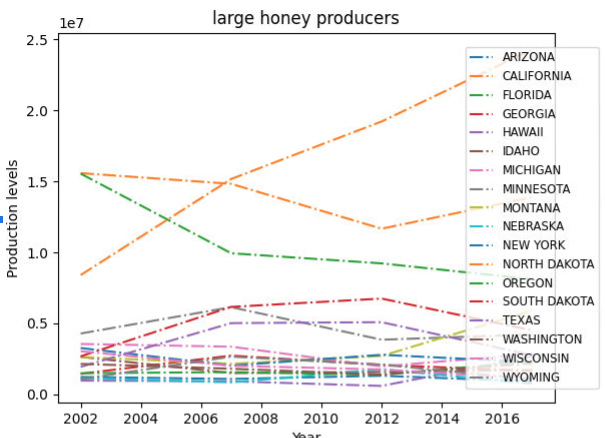 large honey producers
1e7
2.5
2.0
1.5
1.0
0.5
0.0
Production levels
2002 2004 2006 2008 2010 2012 2014 2016
Year
ARIZONA
CALIFORNIA
FLORIDA
GEORGIA
HAWAII
IDAHO
MICHIGAN
MINNESOTA
MONTANA
NEBRASKA
NEW YORK
NORTH DAKOTA
OREGON
SOUTH DAKOTA
TEXAS
WASHINGTON
WISCONSIN
WYOMING